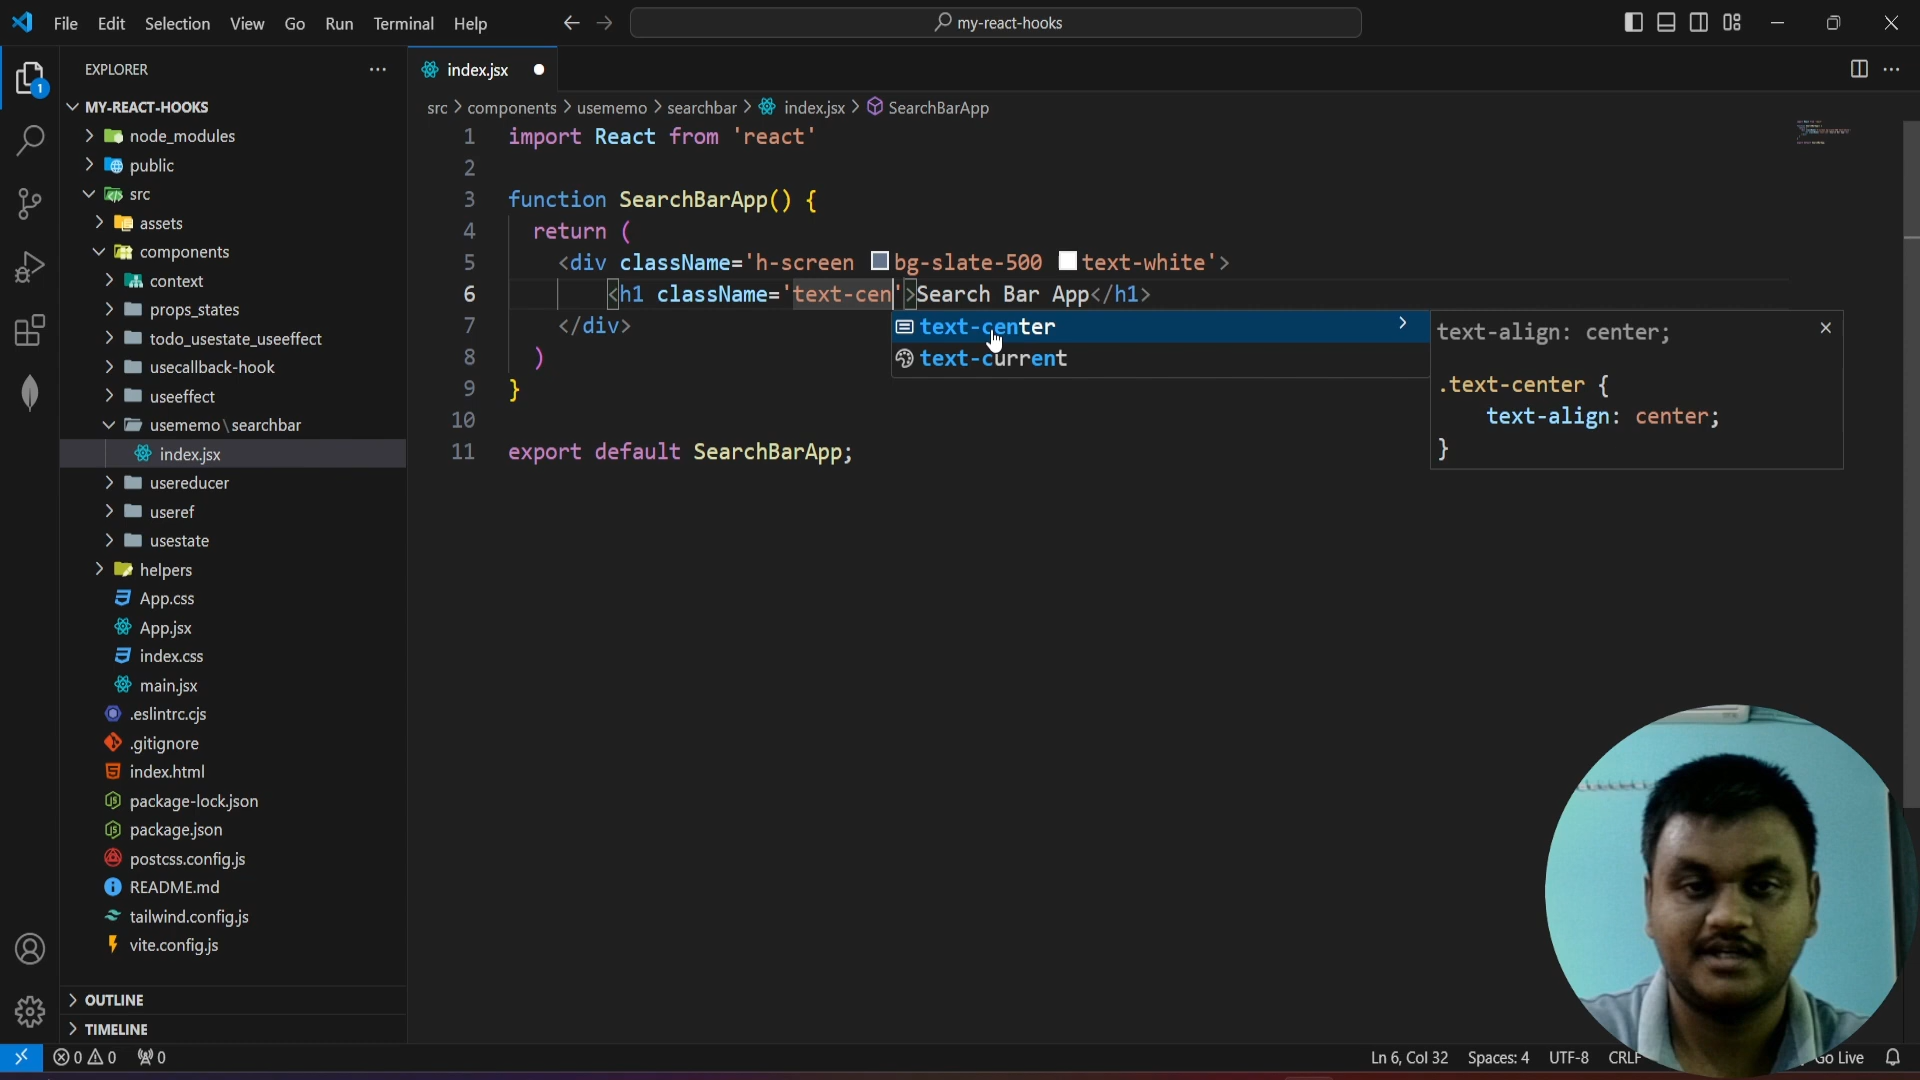 File Edit Selection View Go Run Terminal Help
my-react-hooks
EXPLORER
MY-REACT-HOOKS
node_modules
public
src
assets
components
context
props_states
todo_usestate_useeffect
usecallback-hook
useeffect
usememo\searchbar
index.jsx
usereducer
useref
usestate
helpers
App.css
App.jsx
index.css
main.jsx
.eslintrc.cjs
.gitignore
index.html
package-lock.json
package.json
postcss.config.js
README.md
tailwind.config.js
vite.config.js
OUTLINE
TIMELINE
1
index.jsx
src > components > usememo > searchbar > index.jsx > SearchBarApp
1 import React from 'react'
2
3 function SearchBarApp() {
4 return (
5 <div className='h-screen bg-slate-500 text-white'>
6 <h1 className='text-cen'>Search Bar App</h1>
7 </div>
8 )
9 }
10
11 export default SearchBarApp;
text-center
text-current
text-align: center;
.text-center {
text-align: center;
}
0 0 0
Ln 6, Col 32 Spaces: 4 UTF-8 CRLF Go Live